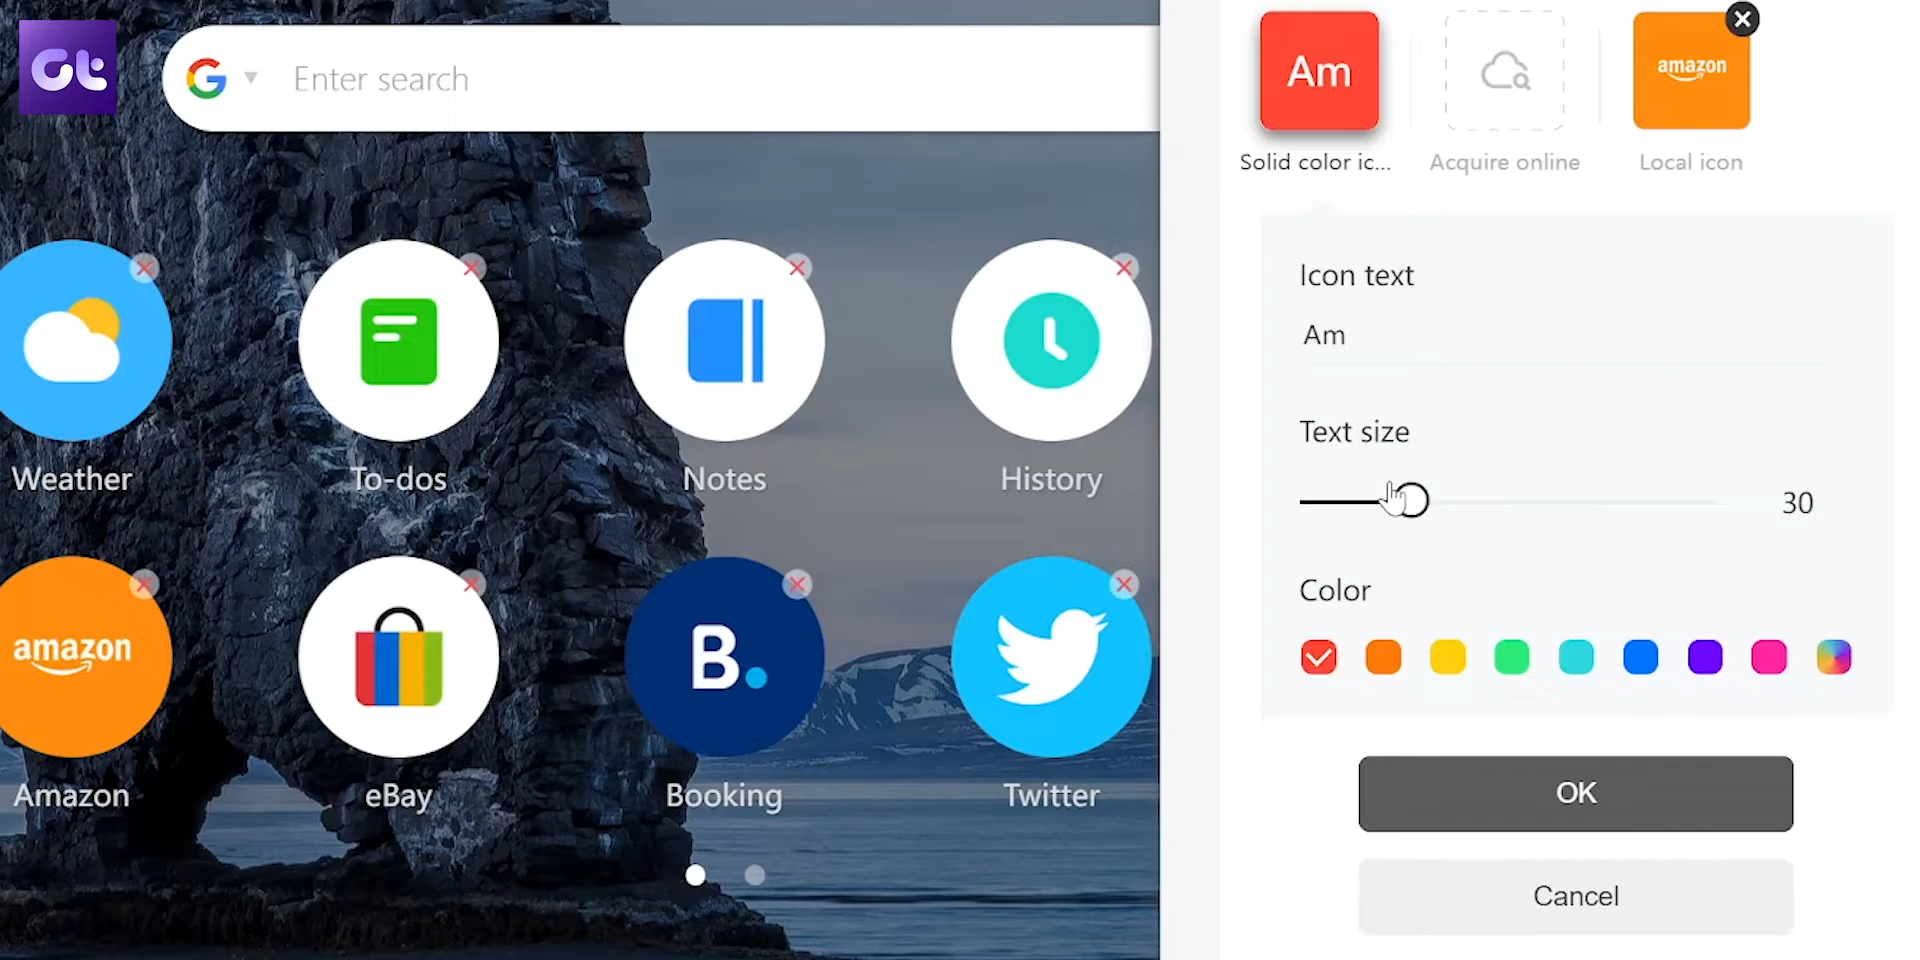 Gt
Enter search
Weather
To-dos
Notes
History
amazon
B.
Amazon
eBay
Booking
Twitter
Am
amazon
Solid color ic...
Acquire online
Local icon
Icon text
Am
Text size
30
Color
OK
Cancel